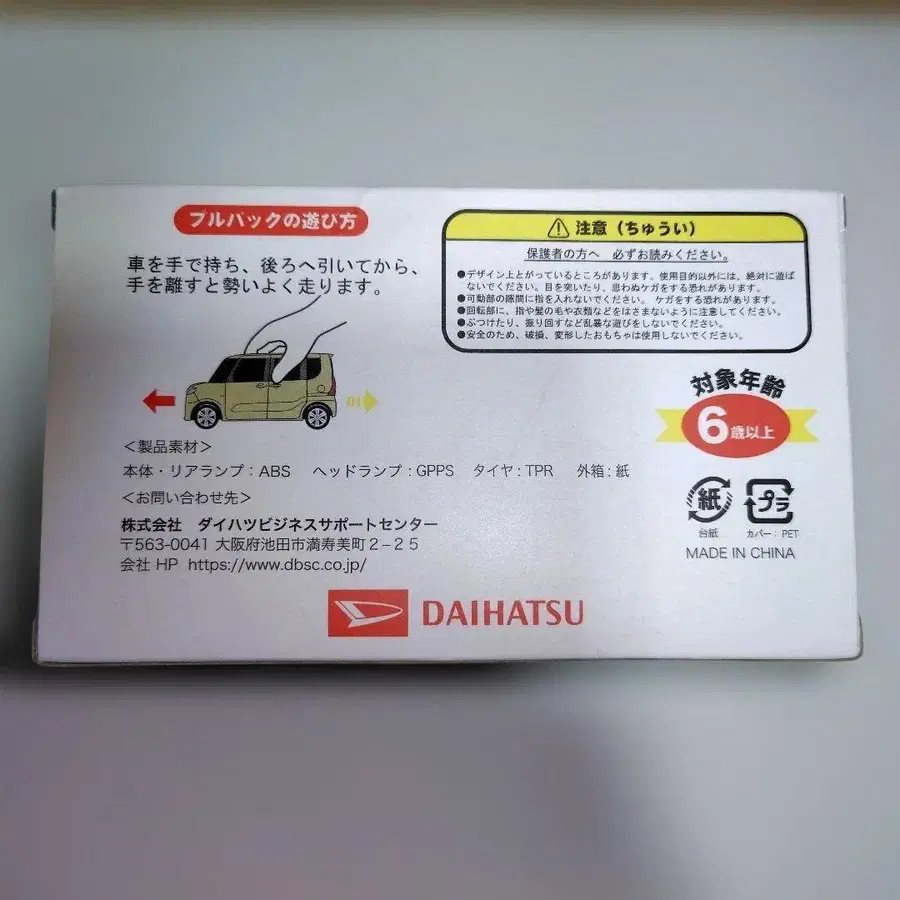 プルバックの遊び方
車を手で持ち、後ろへ引いてから、
手を離すと勢いよく走ります。
注意(ちゅうい)
保護者の方へ 必ずお読みください。
●デザイン上とがっているところがあります。使用目的以外には、絶対に遊ば
ないでください。目を突いたり、思わぬケガをする恐れがあります。
●可動部の隙間に指を入れないでください。 ケガをする恐れがあります。
●回転部に、指や髪の毛や衣類などをはさまないように注意してください。
●ぶつけたり、振り回すなど乱暴な遊びをしないでください。
●安全のため、破損、変形したおもちゃは使用しないでください。
対象年齢
6歳以上
<製品素材>
本体・リアランプ:ABS ヘッドランプ:GPPS タイヤ:TPR 外箱:紙
<お問い合わせ先>
株式会社 ダイハツビジネスサポートセンター
〒563-0041 大阪府池田市満寿美町2−25
会社 HP https://www.dbsc.co.jp/
紙 プラ
台紙 カバー:PET
MADE IN CHINA
DAIHATSU